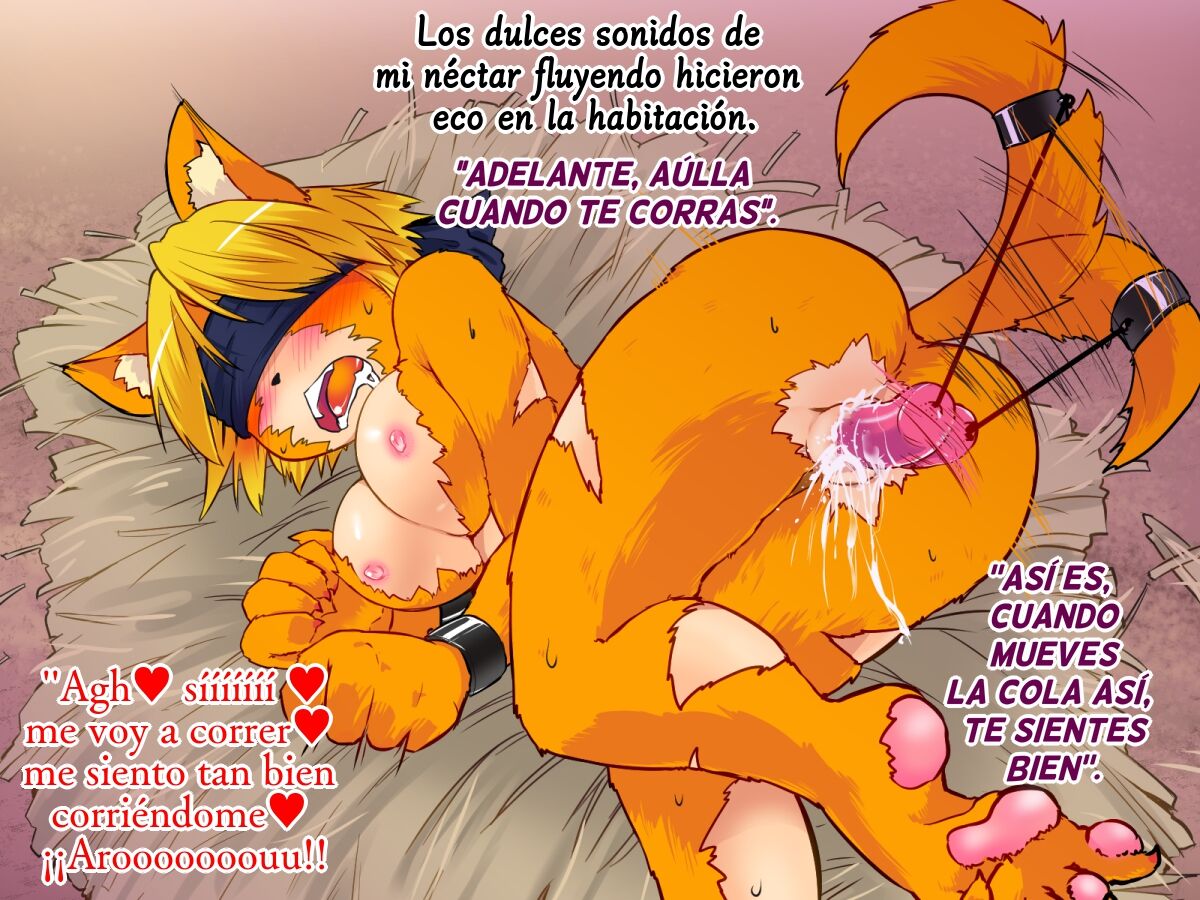 Los dulces sonidos de
mi néctar fluyendo hicieron
eco en la habitación.
"ADELANTE, AÚLLA
CUANDO TE CORRAS".
"ASÍ ES,
CUANDO
MUEVES
LA COLA ASÍ,
TE SIENTES
BIEN".
"Agh♥ sííííííí ♥
me voy a correr♥
me siento tan bien
corriéndome♥
¡¡Aroooooooouu!!